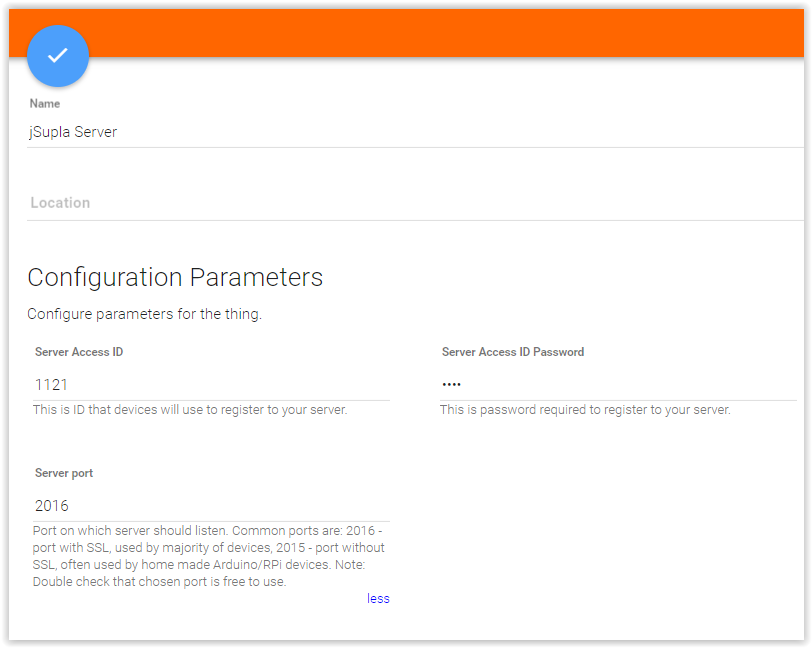 Name
jSupla Server
Location
Configuration Parameters
Configure parameters for the thing.
Server Access ID
1121
This is ID that devices will use to register to your server.
Server Access ID Password
••••
This is password required to register to your server.
Server port
2016
Port on which server should listen. Common ports are: 2016 -
port with SSL, used by majority of devices, 2015 - port without
SSL, often used by home made Arduino/RPi devices. Note:
Double check that chosen port is free to use.
less